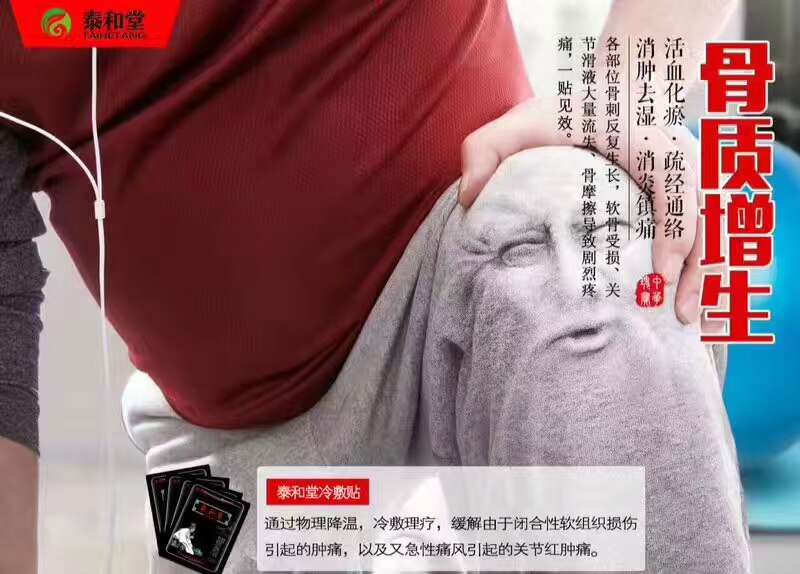 泰和堂
TAIHETANG
骨质增生
活血化瘀·疏经通络
消肿去湿·消炎镇痛
各部位骨刺反复生长，软骨受损、关
节滑液大量流失、骨摩擦导致剧烈疼
痛，一贴见效。
泰和堂冷敷贴
通过物理降温，冷敷理疗，缓解由于闭合性软组织损伤
引起的肿痛，以及又急性痛风引起的关节红肿痛。